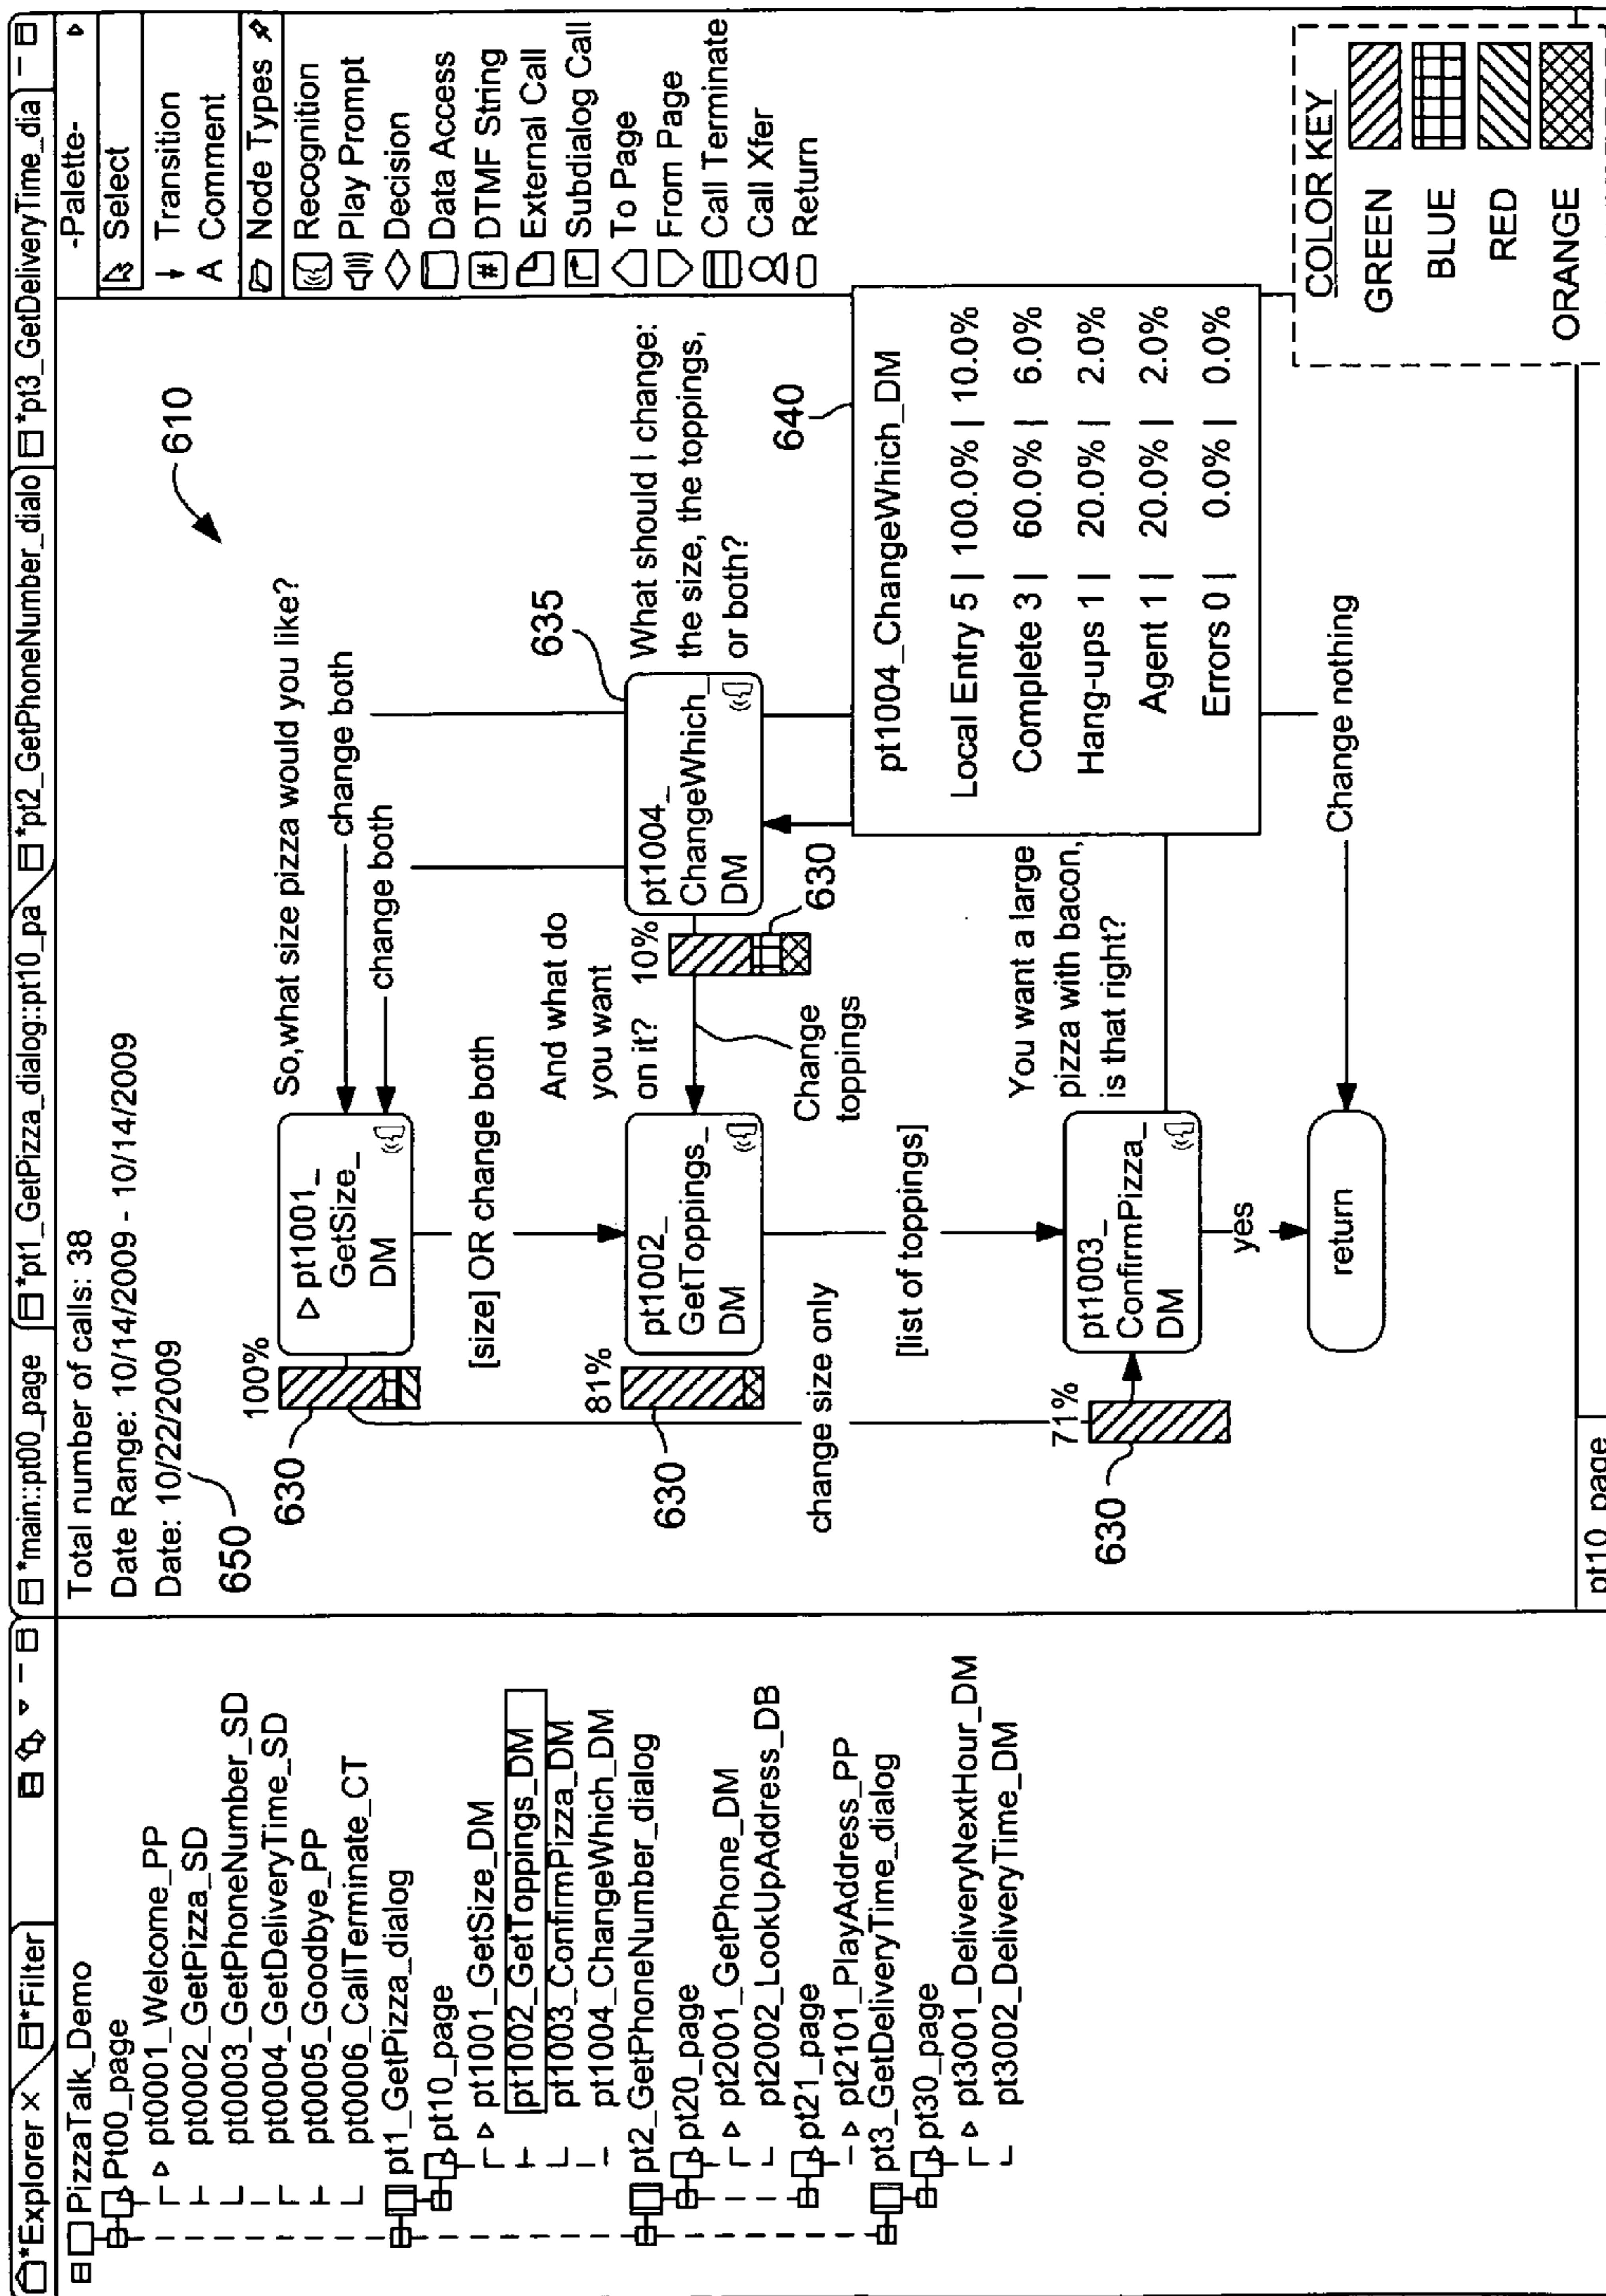 *Explorer × *Filter
PizzaTalk_Demo
Pt00_page
pt0001_Welcome_PP
pt0002_GetPizza_SD
pt0003_GetPhoneNumber_SD
pt0004_GetDeliveryTime_SD
pt0005_Goodbye_PP
pt0006_CallTerminate_CT
pt1_GetPizza_dialog
pt10_page
pt1001_GetSize_DM
pt1002_GetToppings_DM
pt1003_ConfirmPizza_DM
pt1004_ChangeWhich_DM
pt2_GetPhoneNumber_dialog
pt20_page
pt2001_GetPhone_DM
pt2002_LookUpAddress_DB
pt21_page
pt2101_PlayAddress_PP
pt3_GetDeliveryTime_dialog
pt30_page
pt3001_DeliveryNextHour_DM
pt3002_DeliveryTime_DM
*main::pt00_page *pt1_GetPizza_dialog::pt10_pa *pt2_GetPhoneNumber_dialo *pt3_GetDeliveryTime_dia
Total number of calls: 38
Date Range: 10/14/2009 - 10/14/2009
Date: 10/22/2009
650
610
So,what size pizza would you like?
change both
change both
100%
630
pt1001_
GetSize_
DM
[size] OR change both
635
pt1004_
ChangeWhich_
DM
What should I change:
the size, the toppings,
or both?
And what do
you want
on it?
10%
630
81%
630
pt1002_
GetToppings_
DM
Change
toppings
change size only
[list of toppings]
640
pt1004_ChangeWhich_DM
Local Entry 5 | 100.0% | 10.0%
Complete 3 | 60.0% | 6.0%
Hang-ups 1 | 20.0% | 2.0%
Agent 1 | 20.0% | 2.0%
Errors 0 | 0.0% | 0.0%
You want a large
pizza with bacon,
is that right?
71%
630
pt1003_
ConfirmPizza_
DM
yes
return
Change nothing
pt10_page
-Palette-
Select
Transition
A Comment
Node Types
Recognition
Play Prompt
Decision
Data Access
# DTMF String
External Call
Subdialog Call
To Page
From Page
Call Terminate
Call Xfer
Return
COLOR KEY
GREEN
BLUE
RED
ORANGE